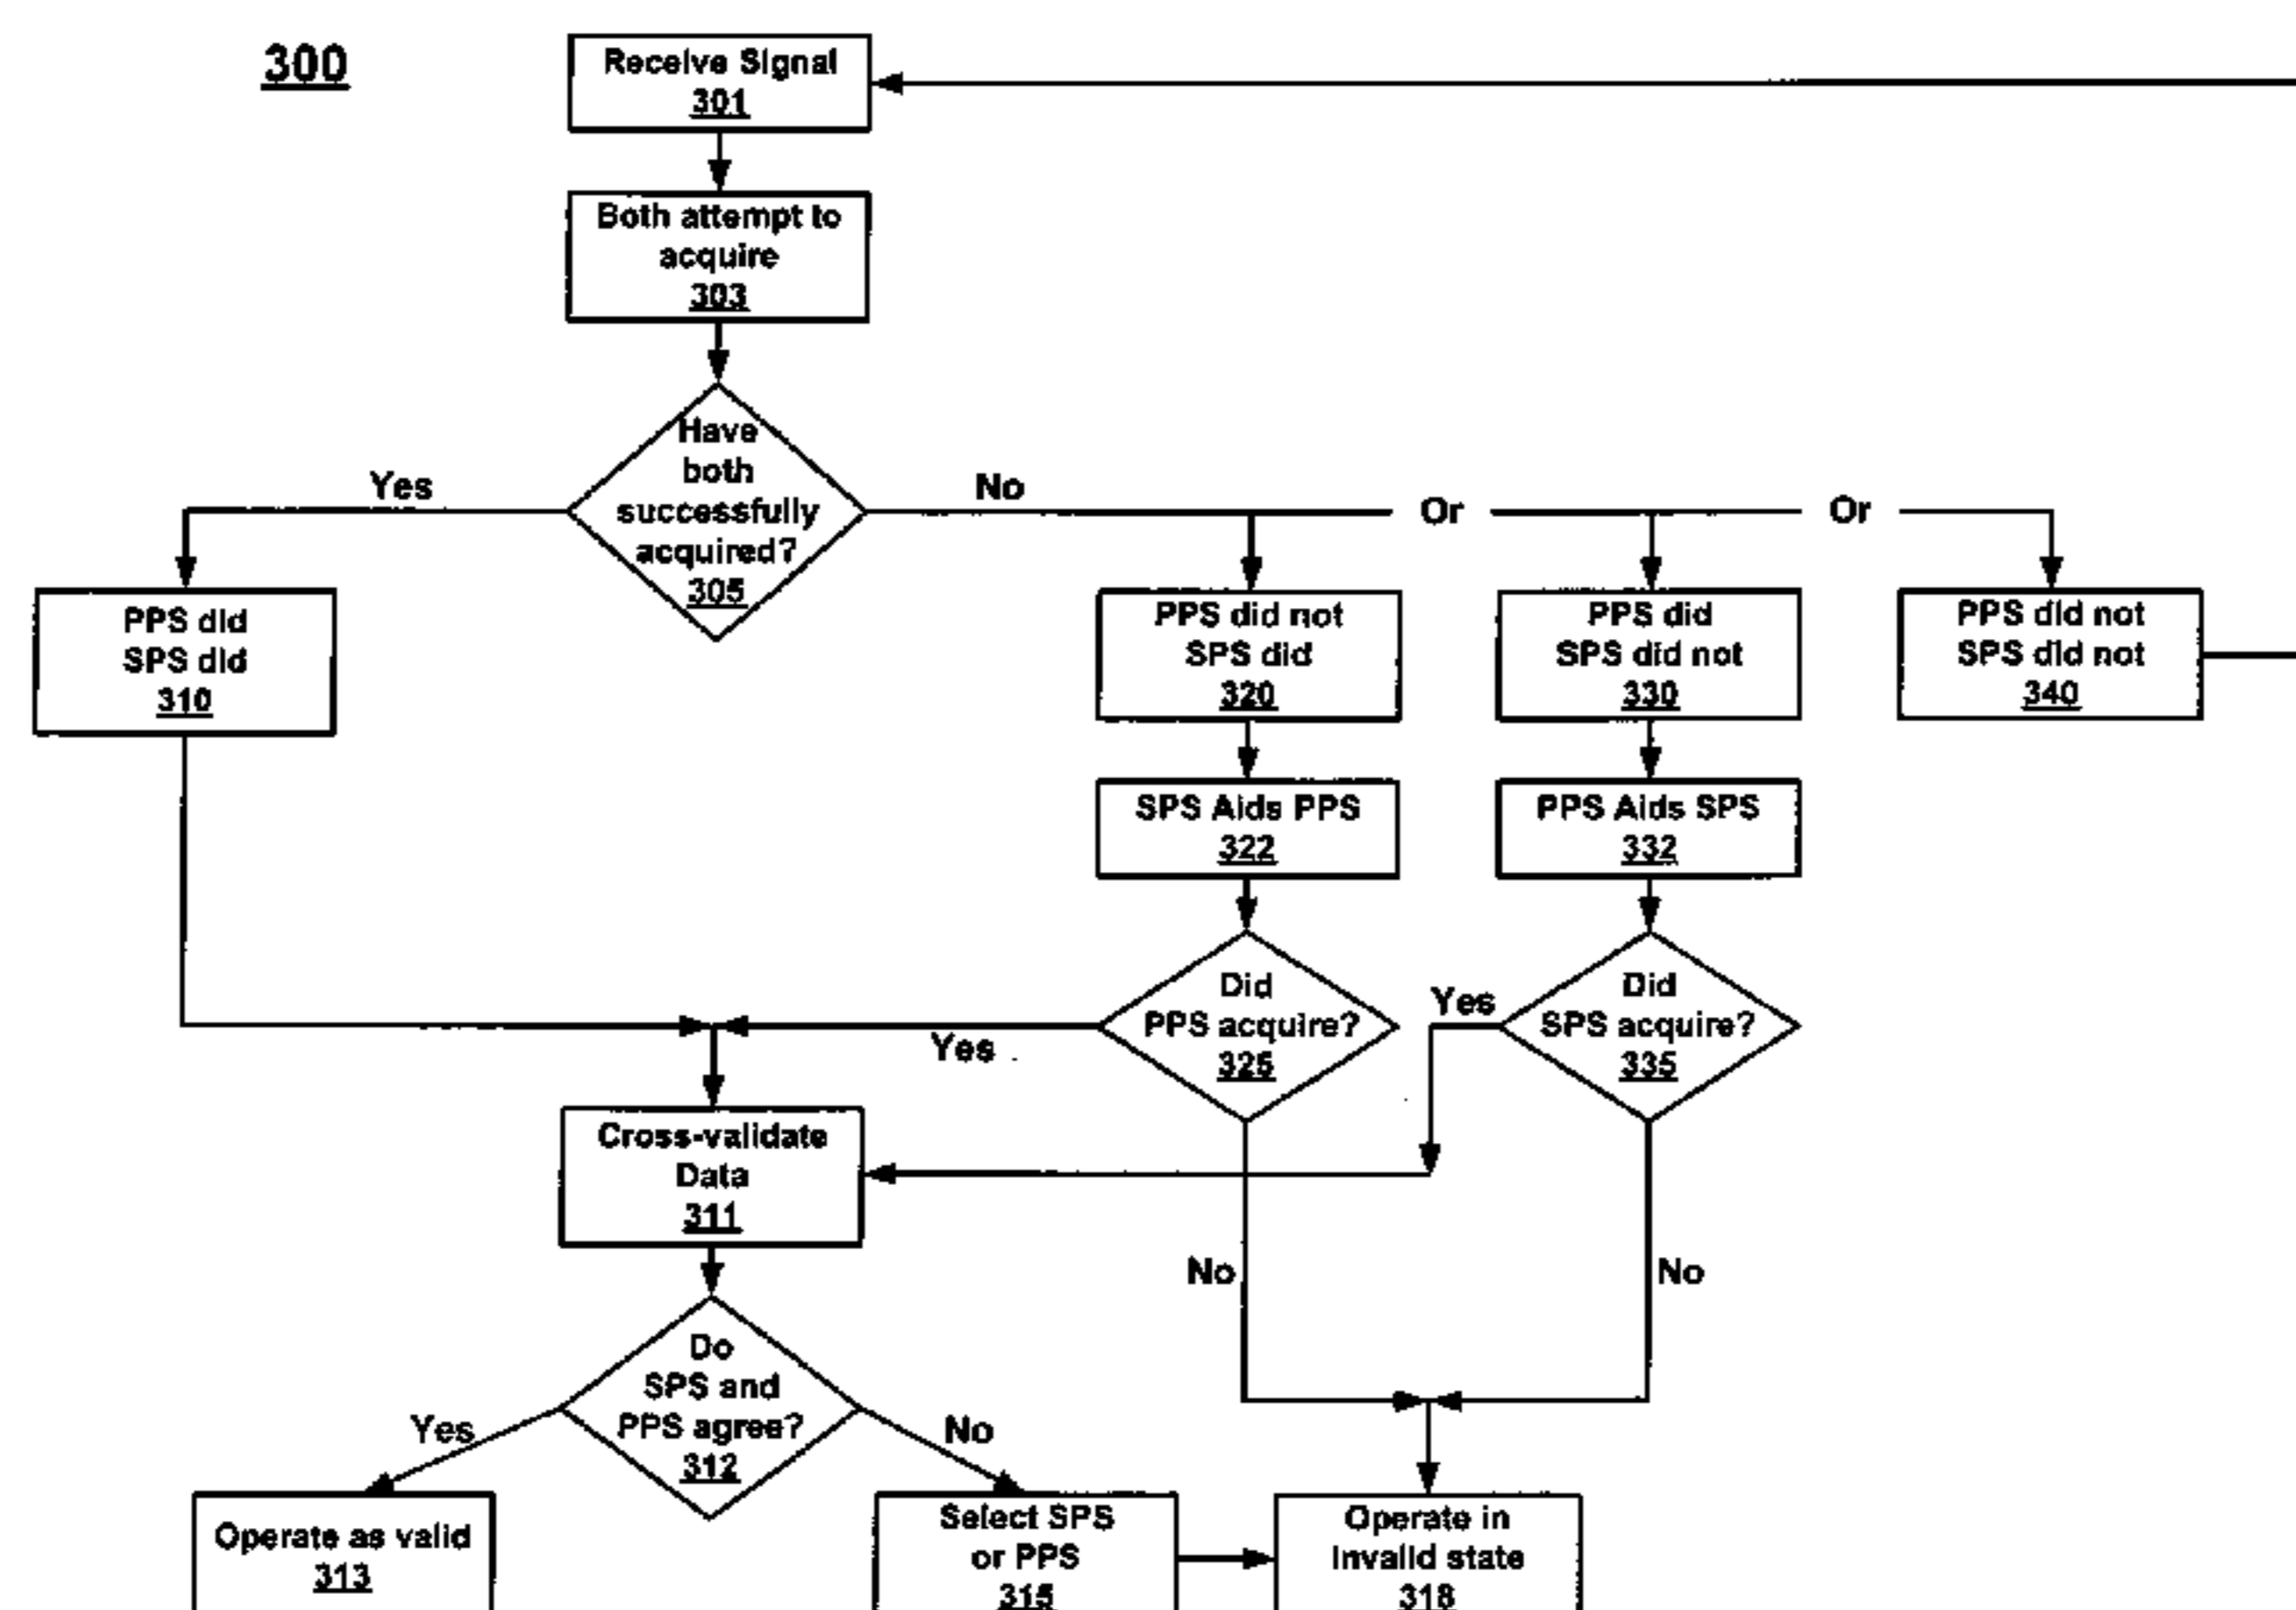 300
Receive Signal
301
Both attempt to
acquire
303
Have
both
successfully
acquired?
305
Yes
No
Or
Or
PPS did
SPS did
310
PPS did not
SPS did
320
PPS did
SPS did not
330
PPS did not
SPS did not
340
SPS Aids PPS
322
PPS Aids SPS
332
Did
PPS acquire?
325
Yes
Did
SPS acquire?
335
Yes
Cross-validate
Data
311
No
No
Do
SPS and
PPS agree?
312
Yes
No
Operate as valid
313
Select SPS
or PPS
315
Operate in
invalid state
318